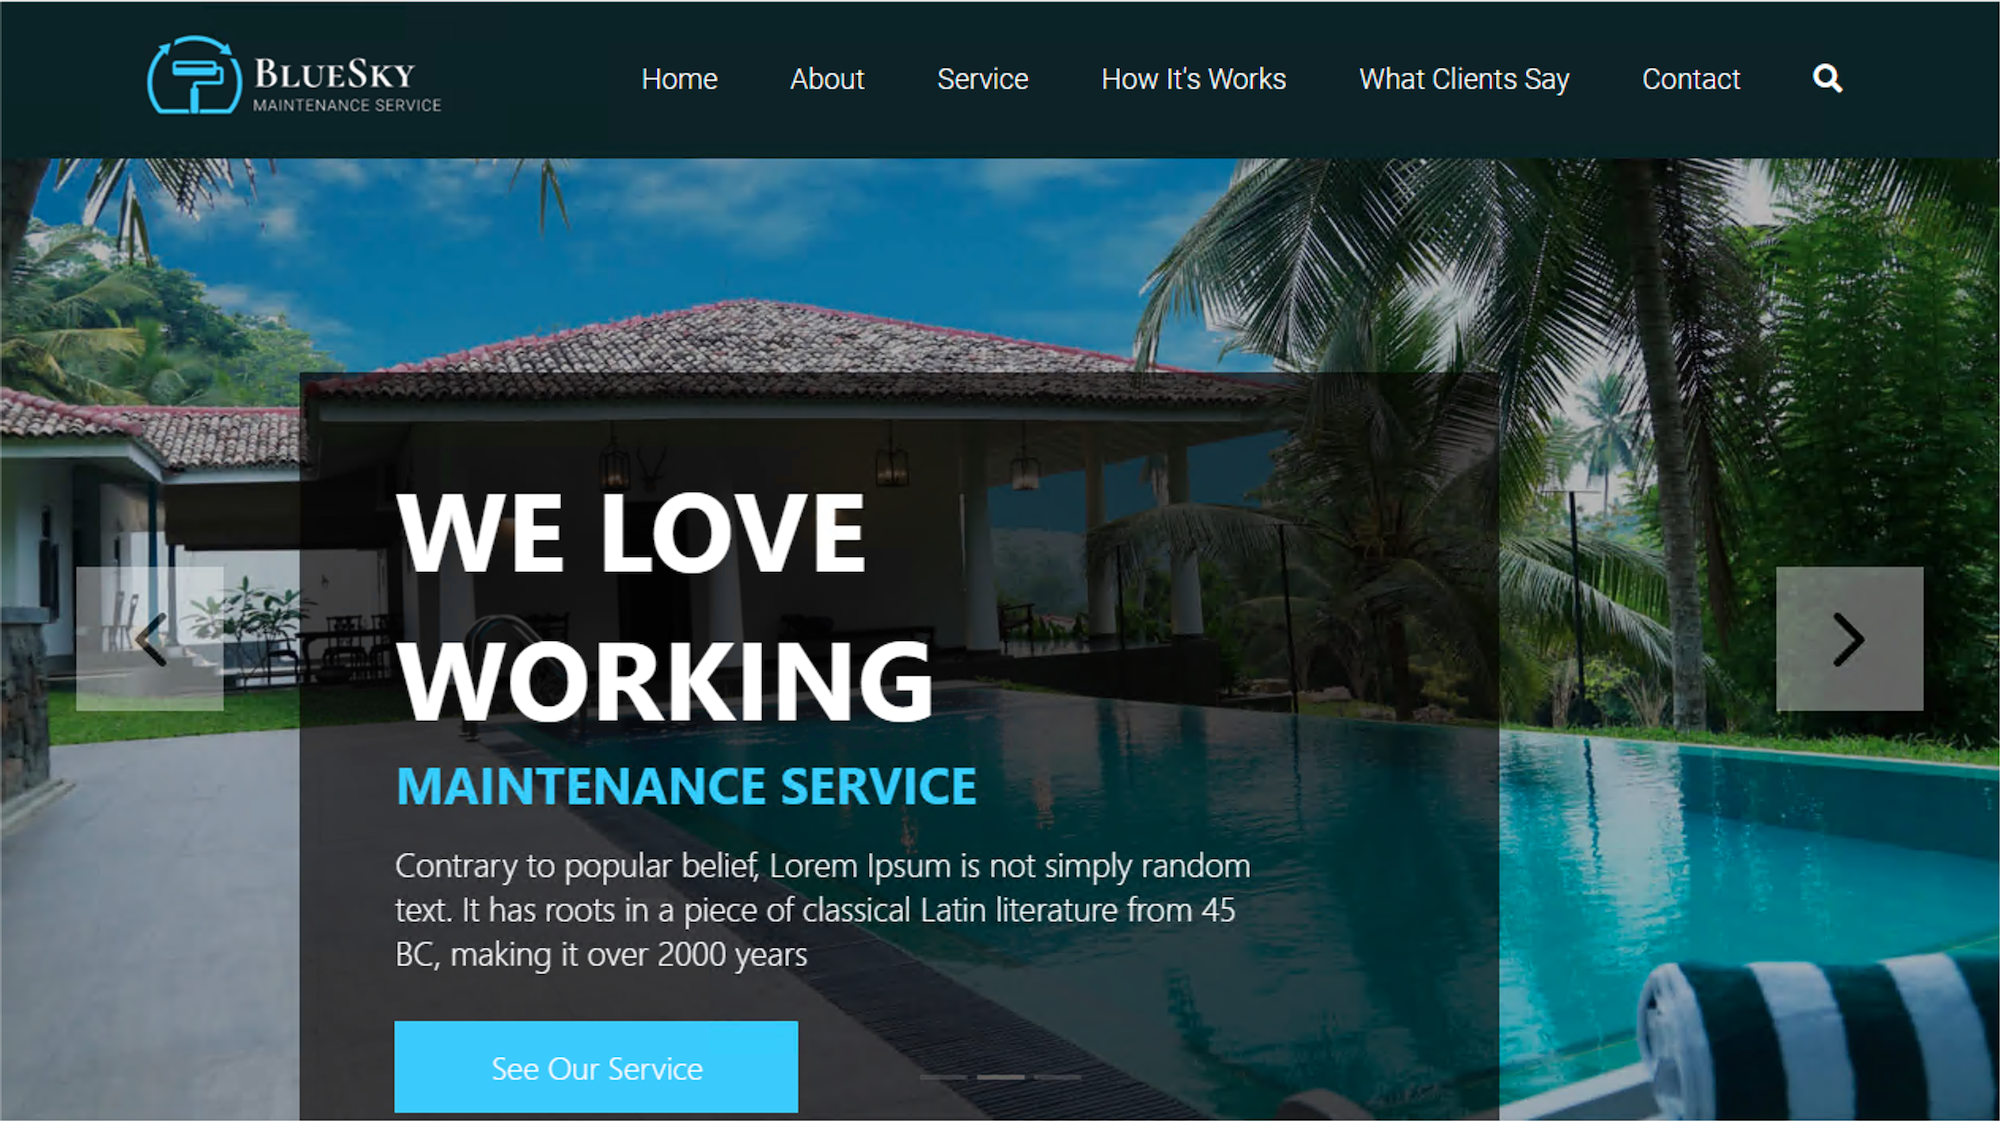 BLUESKY
MAINTENANCE SERVICE
Home About Service How It's Works What Clients Say Contact
WE LOVE
WORKING
MAINTENANCE SERVICE
Contrary to popular belief, Lorem Ipsum is not simply random
text. It has roots in a piece of classical Latin literature from 45
BC, making it over 2000 years
See Our Service